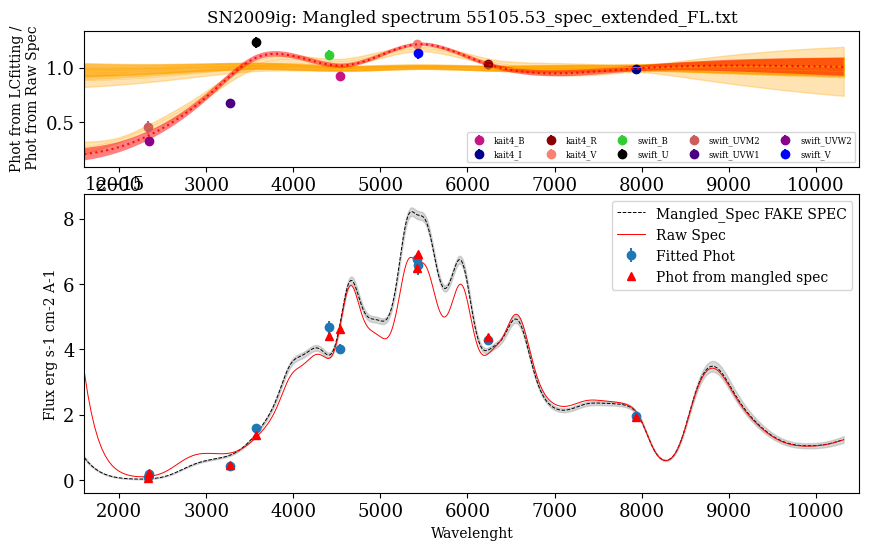 SN2009ig: Mangled spectrum 55105.53_spec_extended_FL.txt
Phot from LCfitting /
Phot from Raw Spec
1.0
0.5
kait4_B kait4_R swift_B swift_UVM2 swift_UVW2
kait4_I kait4_V swift_U swift_UVW1 swift_V
2000 3000 4000 5000 6000 7000 8000 9000 10000
1e−15
Flux erg s-1 cm-2 A-1
8
6
4
2
0
Mangled_Spec FAKE SPEC
Raw Spec
Fitted Phot
Phot from mangled spec
2000 3000 4000 5000 6000 7000 8000 9000 10000
Wavelenght